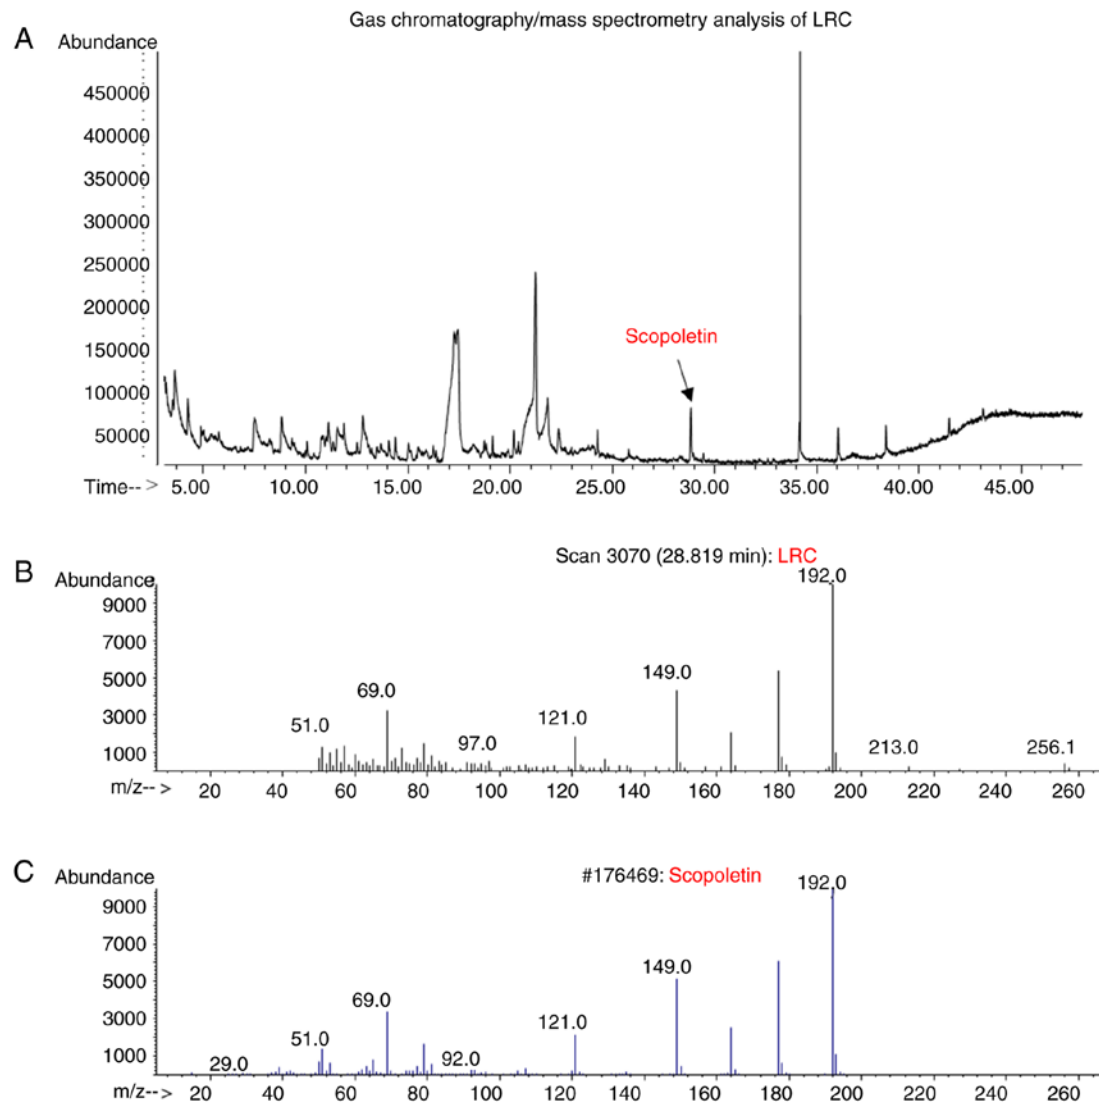 Gas chromatography/mass spectrometry analysis of LRC
A
Abundance
450000
400000
350000
300000
250000
200000
150000
100000
50000
Scopoletin
Time-- > 5.00 10.00 15.00 20.00 25.00 30.00 35.00 40.00 45.00
B
Scan 3070 (28.819 min): LRC
Abundance
192.0
9000
7000
5000
3000
1000
149.0
69.0
121.0
51.0
97.0
213.0
256.1
m/z-- > 20 40 60 80 100 120 140 160 180 200 220 240 260
C
#176469: Scopoletin
Abundance
192.0
9000
7000
5000
3000
1000
149.0
69.0
121.0
51.0
29.0
92.0
m/z-- > 20 40 60 80 100 120 140 160 180 200 220 240 260